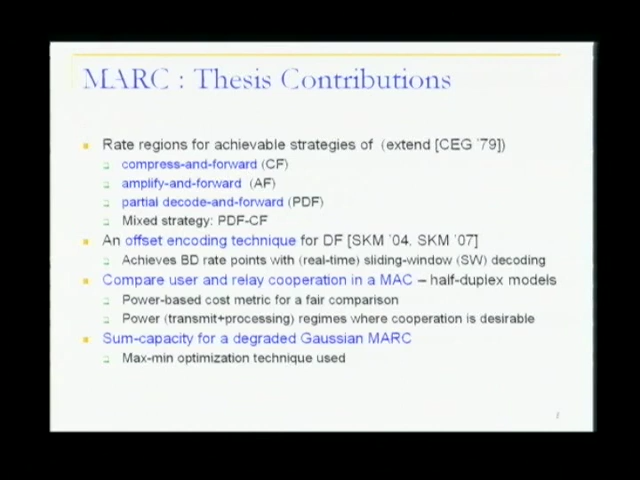 MARC : Thesis Contributions
Rate regions for achievable strategies of (extend [CEG '79])
compress-and-forward (CF)
amplify-and-forward (AF)
partial decode-and-forward (PDF)
Mixed strategy: PDF-CF
An offset encoding technique for DF [SKM '04, SKM '07]
Achieves BD rate points with (real-time) sliding-window (SW) decoding
Compare user and relay cooperation in a MAC – half-duplex models
Power-based cost metric for a fair comparison
Power (transmit+processing) regimes where cooperation is desirable
Sum-capacity for a degraded Gaussian MARC
Max-min optimization technique used